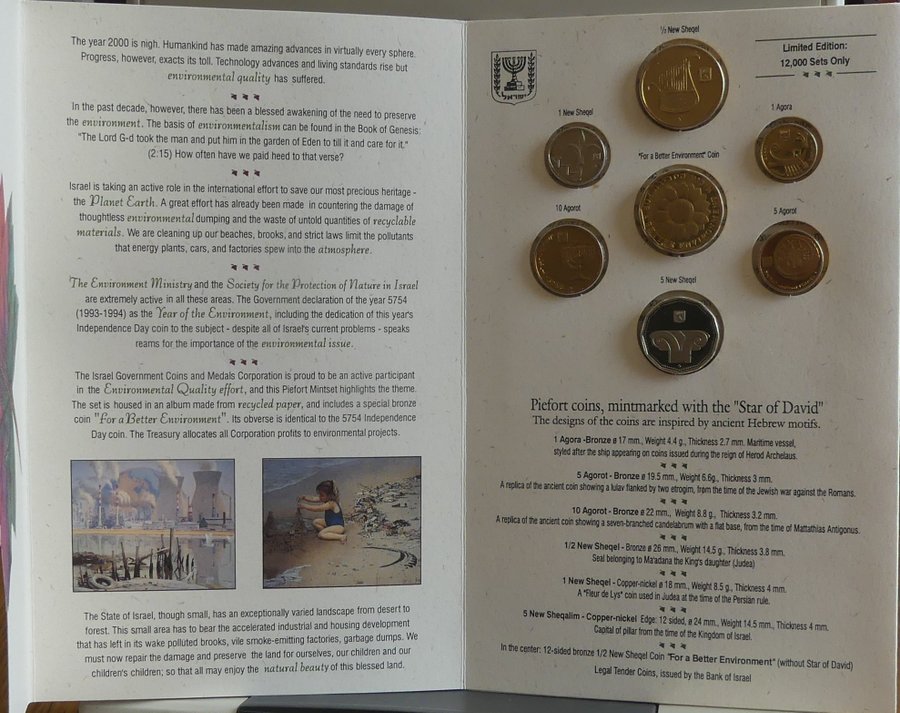 The year 2000 is nigh. Humankind has made amazing advances in virtually every sphere.
Progress, however, exacts its toll. Technology advances and living standards rise but
environmental quality has suffered.
In the past decade, however, there has been a blessed awakening of the need to preserve
the environment. The basis of environmentalism can be found in the Book of Genesis:
"The Lord G-d took the man and put him in the garden of Eden to till it and care for it."
(2:15) How often have we paid heed to that verse?
Israel is taking an active role in the international effort to save our most precious heritage -
the Planet Earth. A great effort has already been made in countering the damage of
thoughtless environmental dumping and the waste of untold quantities of recyclable
materials. We are cleaning up our beaches, brooks, and strict laws limit the pollutants
that energy plants, cars, and factories spew into the atmosphere.
The Environment Ministry and the Society for the Protection of Nature in Israel
are extremely active in all these areas. The Government declaration of the year 5754
(1993-1994) as the Year of the Environment, including the dedication of this year's
Independence Day coin to the subject - despite all of Israel's current problems - speaks
reams for the importance of the environmental issue.
The Israel Government Coins and Medals Corporation is proud to be an active participant
in the Environmental Quality effort, and this Piefort Mintset highlights the theme.
The set is housed in an album made from recycled paper, and includes a special bronze
coin "For a Better Environment". Its obverse is identical to the 5754 Independence
Day coin. The Treasury allocates all Corporation profits to environmental projects.
The State of Israel, though small, has an exceptionally varied landscape from desert to
forest. This small area has to bear the accelerated industrial and housing development
that has left in its wake polluted brooks, vile smoke-emitting factories, garbage dumps. We
must now repair the damage and preserve the land for ourselves, our children and our
children's children; so that all may enjoy the natural beauty of this blessed land.
ישראל
½ New Sheqel
Limited Edition:
12,000 Sets Only
1 New Sheqel
1 Agora
"For a Better Environment" Coin
10 Agorot
5 Agorot
5 New Sheqel
Piefort coins, mintmarked with the "Star of David"
The designs of the coins are inspired by ancient Hebrew motifs.
1 Agora -Bronze ø 17 mm., Weight 4.4 g., Thickness 2.7 mm. Maritime vessel,
styled after the ship appearing on coins issued during the reign of Herod Archelaus.
5 Agorot - Bronze ø 19.5 mm, Weight 6.6g., Thickness 3 mm.
A replica of the ancient coin showing a lulav flanked by two etrogim, from the time of the Jewish war against the Romans.
10 Agorot - Bronze ø 22 mm., Weight 8.8 g., Thickness 3.2 mm.
A replica of the ancient coin showing a seven-branched candelabrum with a flat base, from the time of Mattathias Antigonus.
1/2 New Sheqel - Bronze ø 26 mm., Weight 14.5 g., Thickness 3.8 mm.
Seal belonging to Ma'adana the King's daughter (Judea)
1 New Sheqel - Copper-nickel ø 18 mm, Weight 8.5 g, Thickness 4 mm.
A "Fleur de Lys" coin used in Judea at the time of the Persian rule.
5 New Sheqalim - Copper-nickel Edge: 12 sided, ø 24 mm, Weight 14.5 mm, Thickness 4 mm.
Capital of pillar from the time of the Kingdom of Israel.
In the center: 12-sided bronze 1/2 New Sheqel Coin "For a Better Environment" (without Star of David)
Legal Tender Coins, issued by the Bank of Israel